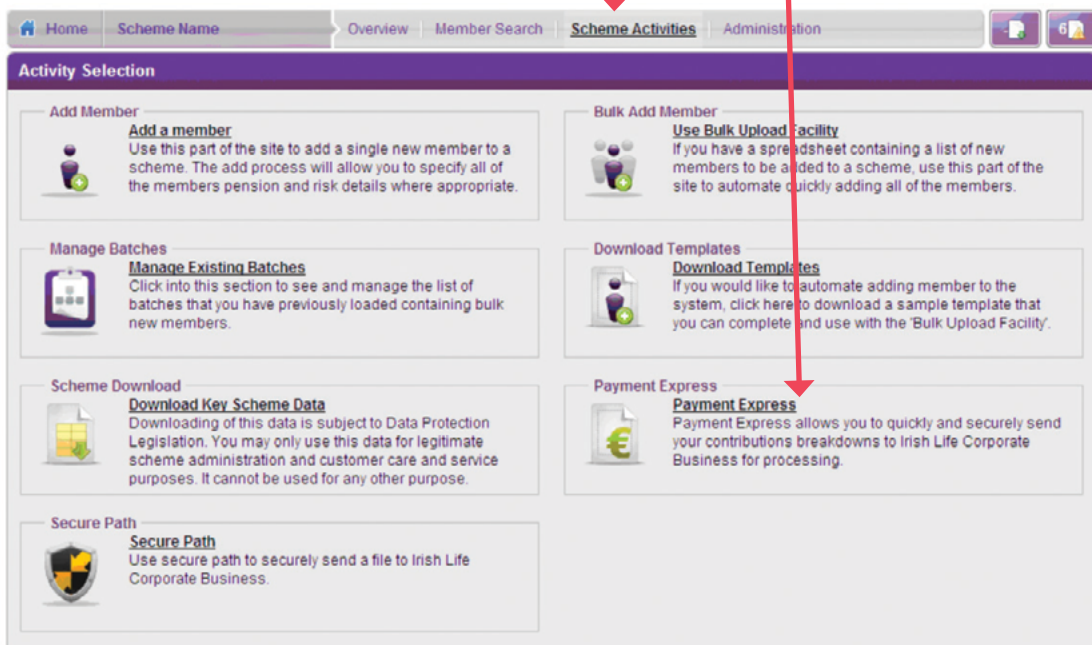 Home Scheme Name Overview Member Search Scheme Activities Administration 6
Activity Selection
Add Member
Add a member
Use this part of the site to add a single new member to a
scheme. The add process will allow you to specify all of
the members pension and risk details where appropriate.
Bulk Add Member
Use Bulk Upload Facility
If you have a spreadsheet containing a list of new
members to be added to a scheme, use this part of the
site to automate quickly adding all of the members.
Manage Batches
Manage Existing Batches
Click into this section to see and manage the list of
batches that you have previously loaded containing bulk
new members.
Download Templates
Download Templates
If you would like to automate adding member to the
system, click here to download a sample template that
you can complete and use with the 'Bulk Upload Facility'.
Scheme Download
Download Key Scheme Data
Downloading of this data is subject to Data Protection
Legislation. You may only use this data for legitimate
scheme administration and customer care and service
purposes. It cannot be used for any other purpose.
Payment Express
Payment Express
Payment Express allows you to quickly and securely send
your contributions breakdowns to Irish Life Corporate
Business for processing.
Secure Path
Secure Path
Use secure path to securely send a file to Irish Life
Corporate Business.